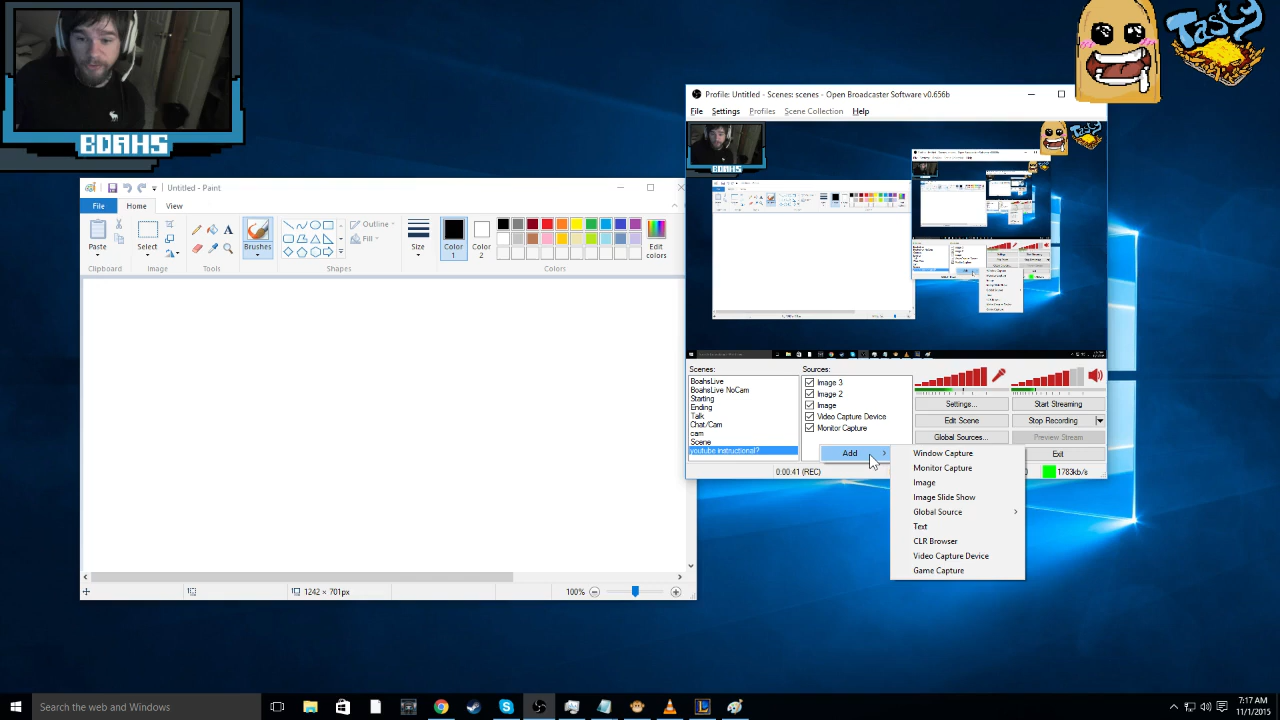 BOAHS
Tasty
Profile: Untitled - Scenes: scenes - Open Broadcaster Software v0.656b
File Settings Profiles Scene Collection Help
BOAHS
Untitled - Paint
File Home View
Paste
Select
Brushes
Outline
Fill
Size
Color
1
Color
Edit
colors
Clipboard Image Tools Shapes Colors
1242 × 701px
100%
Scenes:
BoahsLive
BoahsLive NoCam
Starting
Ending
Talk
Chat/Cam
cam
Scene
youtube instructional?
Sources:
Image 3
Image 2
Image
Video Capture Device
Monitor Capture
Settings... Start Streaming
Edit Scene Stop Recording
Global Sources... Preview Stream
Exit
0:00:41 (REC)
1783kb/s
Add
Window Capture
Monitor Capture
Image
Image Slide Show
Global Source
Text
CLR Browser
Video Capture Device
Game Capture
Search the web and Windows
7:17 AM
11/1/2015